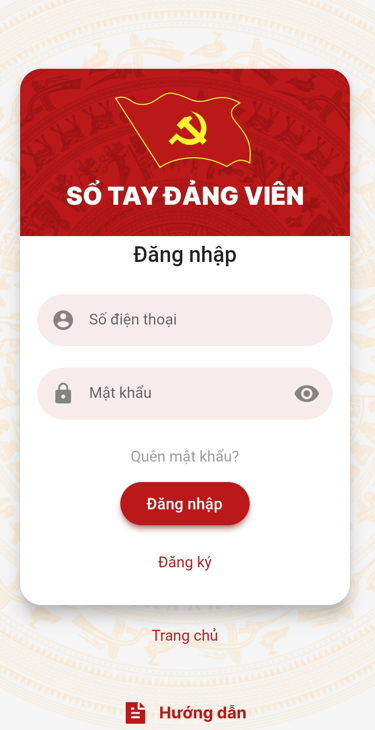 SỔ TAY ĐẢNG VIÊN
Đăng nhập
Số điện thoại
Mật khẩu
Quên mật khẩu?
Đăng nhập
Đăng ký
Trang chủ
Hướng dẫn